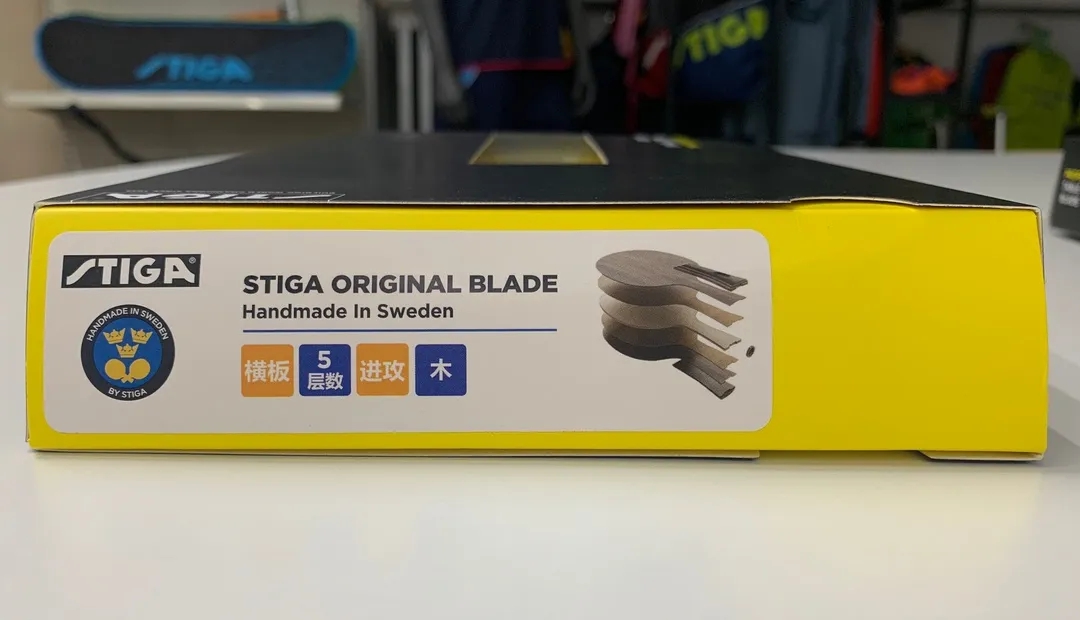 STIGA
STIGA
STIGA
STIGA®
STIGA ORIGINAL BLADE
Handmade In Sweden
HANDMADE IN SWEDEN
BY STIGA
横板
5
层数
进攻
木